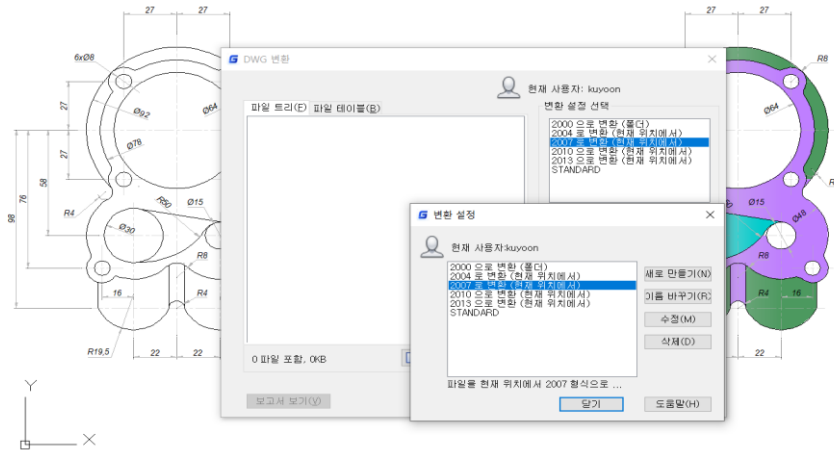 27
27
27
27
6xØ8
R8
DWG 변환
현재 사용자: kuyoon
파일 트리(F)
파일 테이블(B)
변환 설정 선택
2000 으로 변환 (폴더)
2004 로 변환 (현재 위치에서)
2007 로 변환 (현재 위치에서)
2010 으로 변환 (현재 위치에서)
2013 으로 변환 (현재 위치에서)
STANDARD
27
Ø92
Ø64
Ø64
Ø78
27
98
76
58
R4
R50
Ø15
Ø15
Ø30
Ø48
변환 설정
현재 사용자:kuyoon
2000 으로 변환 (폴더)
2004 로 변환 (현재 위치에서)
2007 로 변환 (현재 위치에서)
2010 으로 변환 (현재 위치에서)
2013 으로 변환 (현재 위치에서)
STANDARD
새로 만들기(N)
이름 바꾸기(R)
수정(M)
삭제(D)
파일을 현재 위치에서 2007 형식으로 ...
닫기
도움말(H)
R8
R8
16
R4
R4
16
R19,5
22
22
22
0 파일 포함, 0KB
보고서 보기(V)
Y
X